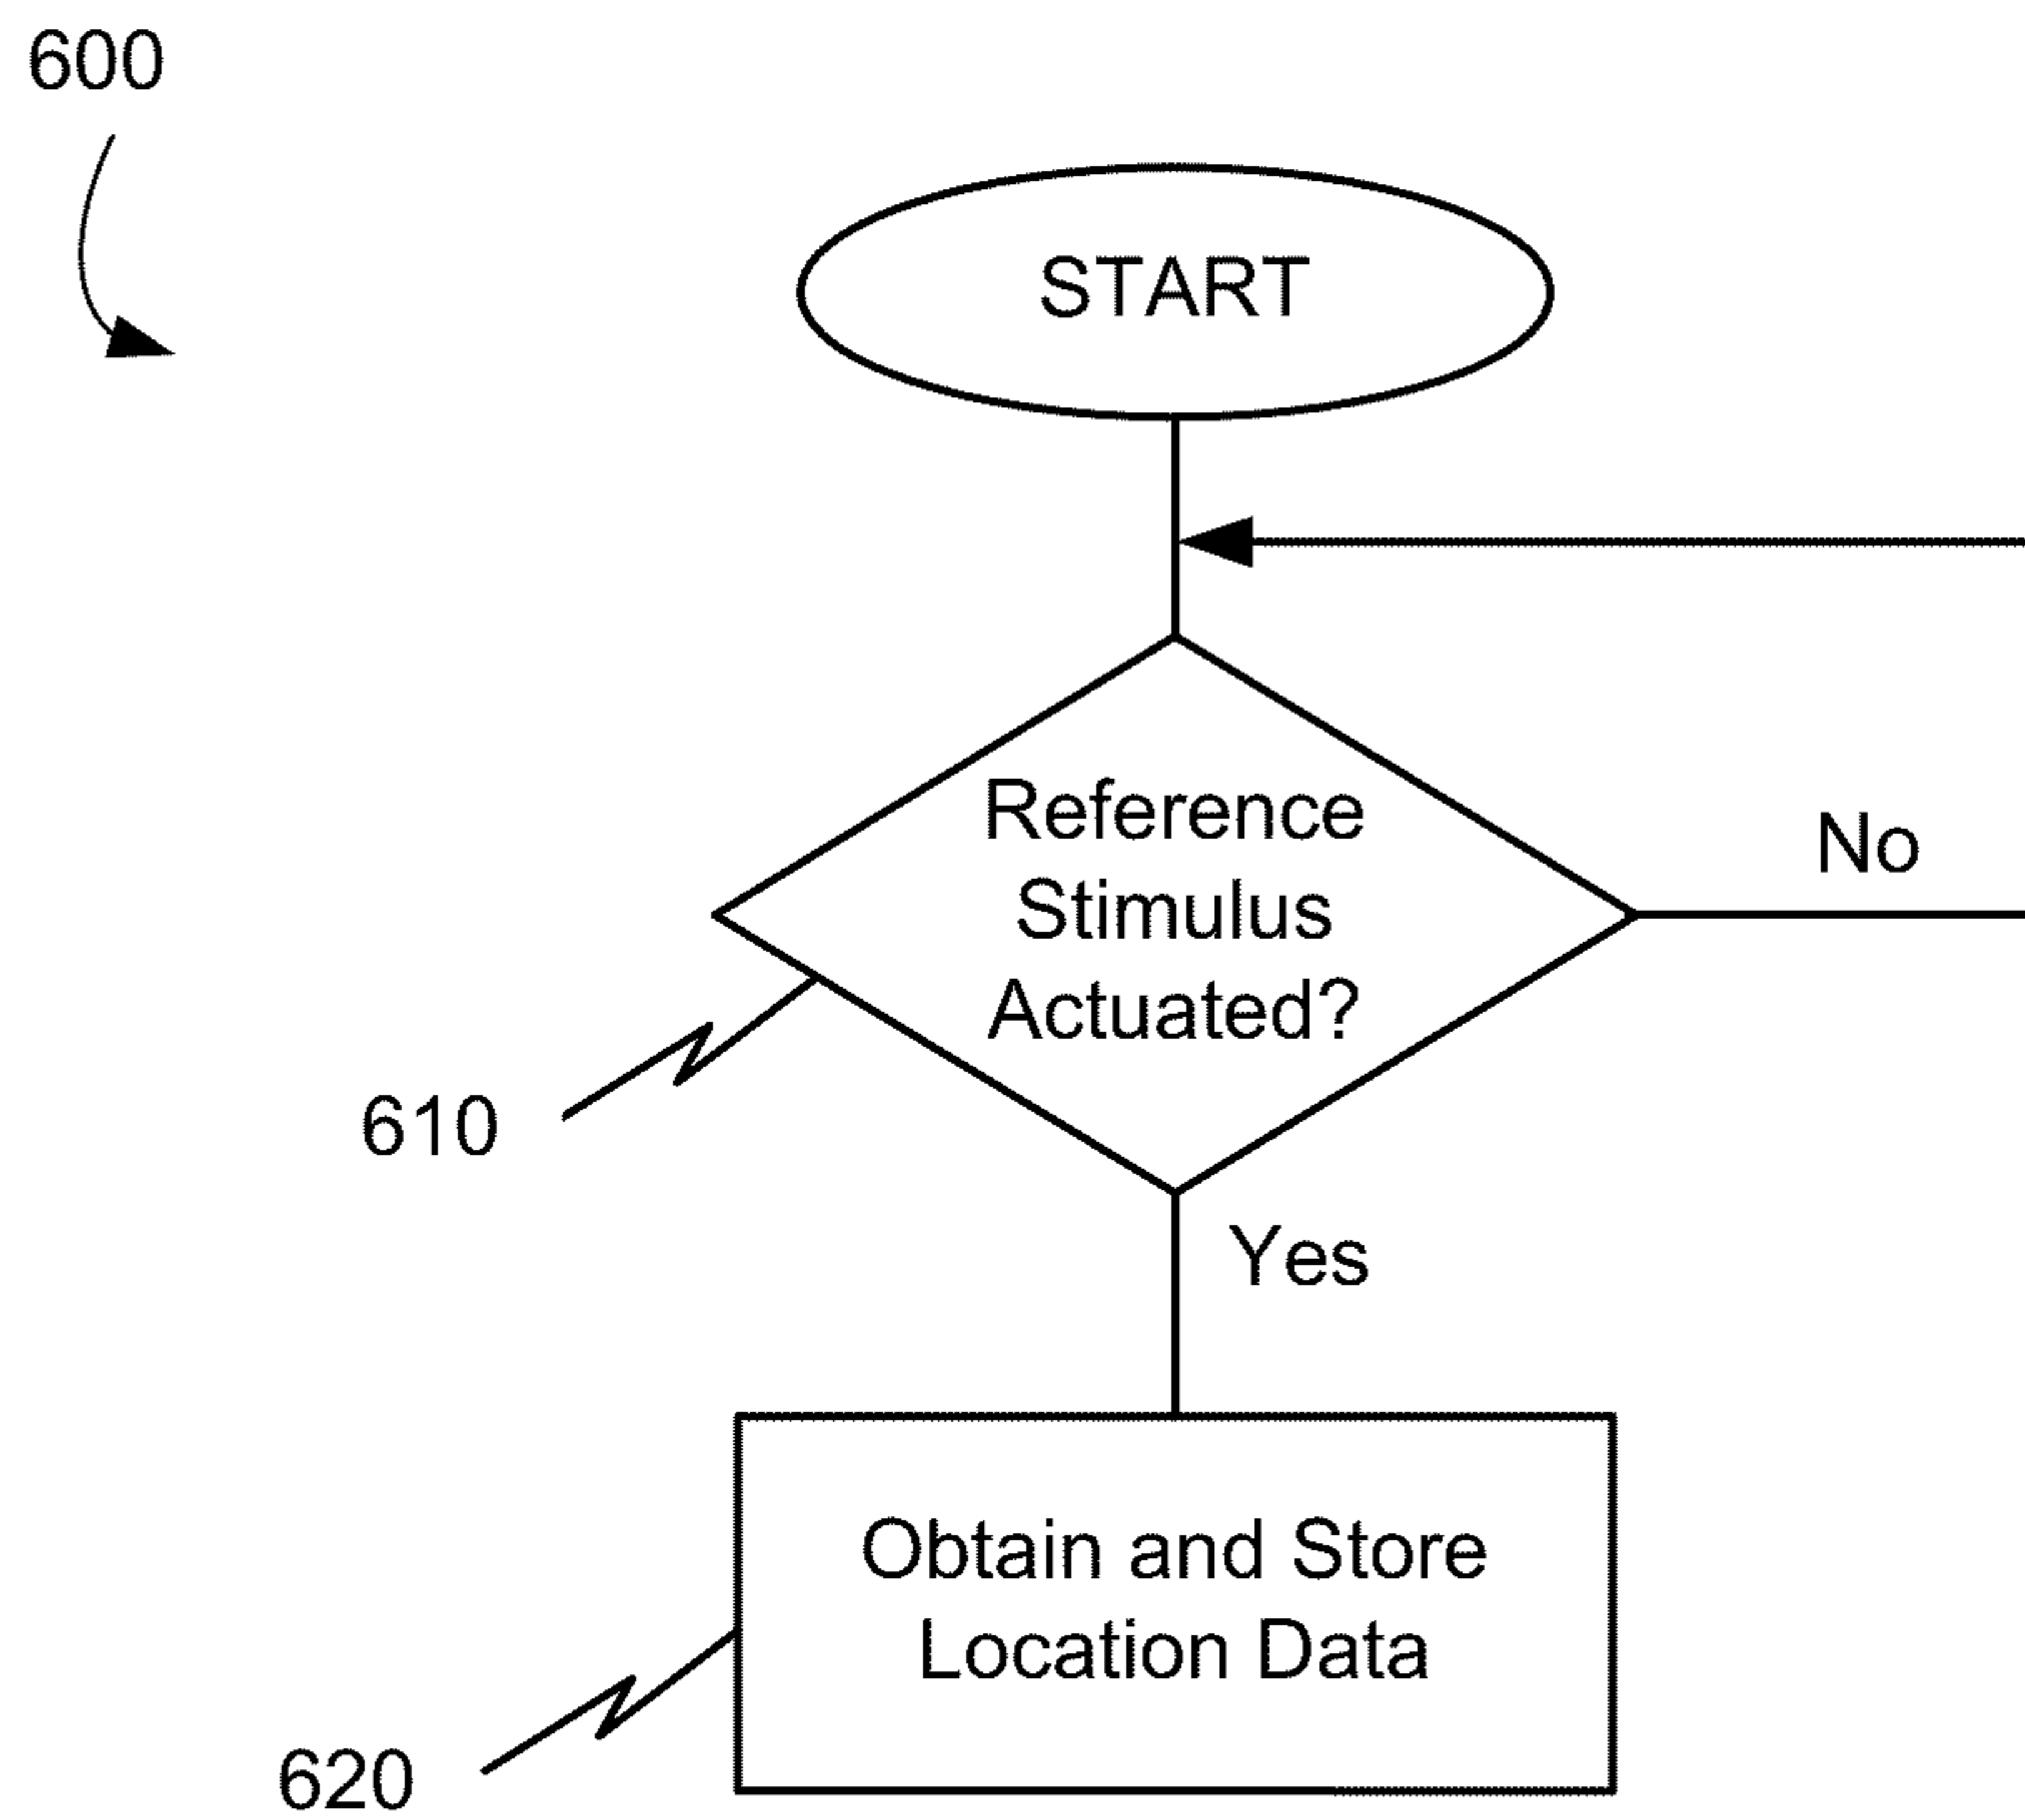 600
START
Reference
Stimulus
Actuated?
No
610
Yes
Obtain and Store
Location Data
620